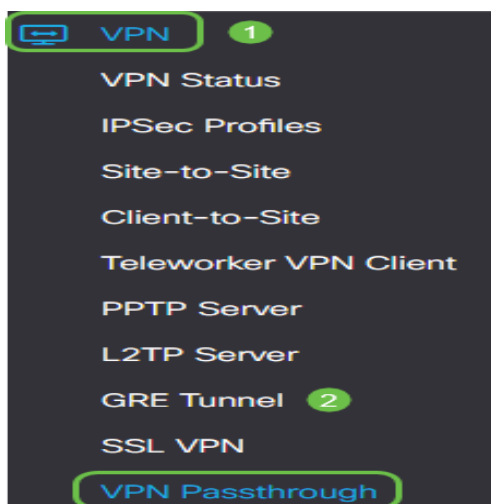 VPN 1
VPN Status
IPSec Profiles
Site-to-Site
Client-to-Site
Teleworker VPN Client
PPTP Server
L2TP Server
GRE Tunnel 2
SSL VPN
VPN Passthrough